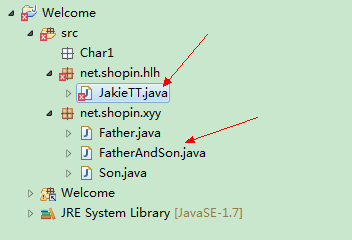 Welcome
src
Char1
net.shopin.hlh
JakieTT.java
net.shopin.xyy
Father.java
FatherAndSon.java
Son.java
Welcome
JRE System Library [JavaSE-1.7]